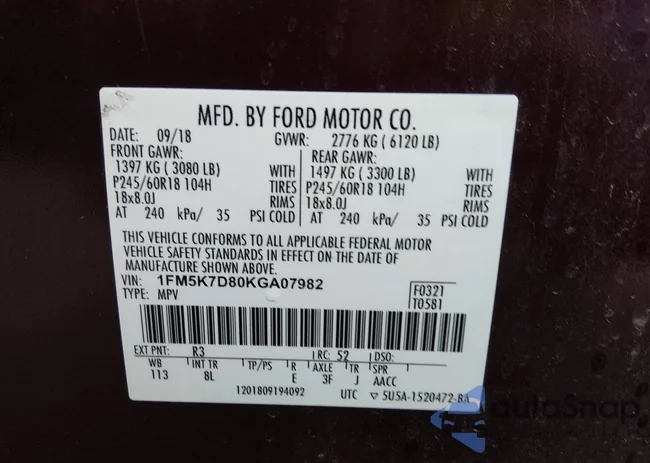 MFD. BY FORD MOTOR CO.
DATE: 09/18 GVWR: 2776 KG ( 6120 LB)
FRONT GAWR: REAR GAWR:
1397 KG ( 3080 LB) WITH 1497 KG ( 3300 LB) WITH
P245/60R18 104H TIRES P245/60R18 104H TIRES
18x8.0J RIMS 18x8.0J RIMS
AT 240 kPa/ 35 PSI COLD AT 240 kPa/ 35 PSI COLD
THIS VEHICLE CONFORMS TO ALL APPLICABLE FEDERAL MOTOR
VEHICLE SAFETY STANDARDS IN EFFECT ON THE DATE OF
MANUFACTURE SHOWN ABOVE.
VIN: 1FM5K7D80KGA07982 F0321
TYPE: MPV T0581
EXT PNT: R3 RC: 52 DSO:
WB INT TR TP/PS R AXLE TR SPR
113 8L E 3F J AACC
1201809194092 UTC ▽ 5U5A-1520472-BA
autoSnap